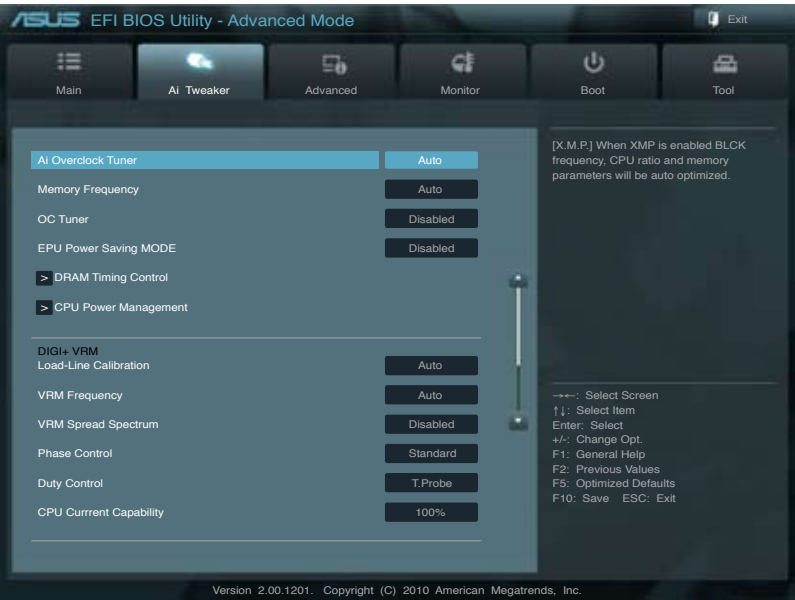 ASUS EFI BIOS Utility - Advanced Mode
Exit
Main
Ai Tweaker
Advanced
Monitor
Boot
Tool
Ai Overclock Tuner Auto
Memory Frequency Auto
OC Tuner Disabled
EPU Power Saving MODE Disabled
> DRAM Timing Control
> CPU Power Management
DIGI+ VRM
Load-Line Calibration Auto
VRM Frequency Auto
VRM Spread Spectrum Disabled
Phase Control Standard
Duty Control T.Probe
CPU Currrent Capability 100%
[X.M.P.] When XMP is enabled BLCK
frequency, CPU ratio and memory
parameters will be auto optimized.
→←: Select Screen
↑↓: Select Item
Enter: Select
+/-: Change Opt.
F1: General Help
F2: Previous Values
F5: Optimized Defaults
F10: Save ESC: Exit
Version 2.00.1201. Copyright (C) 2010 American Megatrends, Inc.